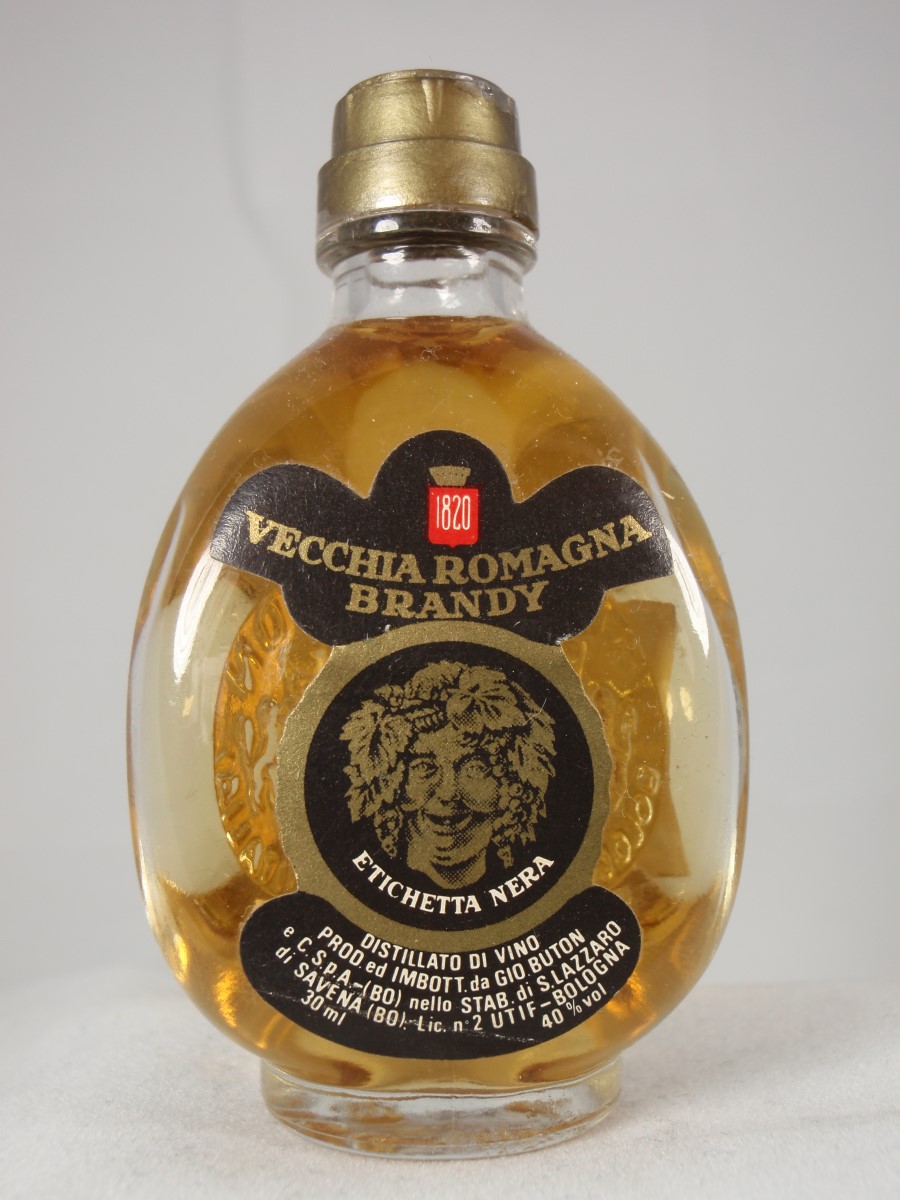 1820
VECCHIA ROMAGNA
BRANDY
ETICHETTA NERA
DISTILLATO DI VINO
PROD. ed IMBOTT. da GIO. BUTON
e C. S.P.A. - (BO) nello STAB. di S. LAZZARO
di SAVENA (BO) - Lic. n° 2 UTIF - BOLOGNA
30 ml 40 % vol